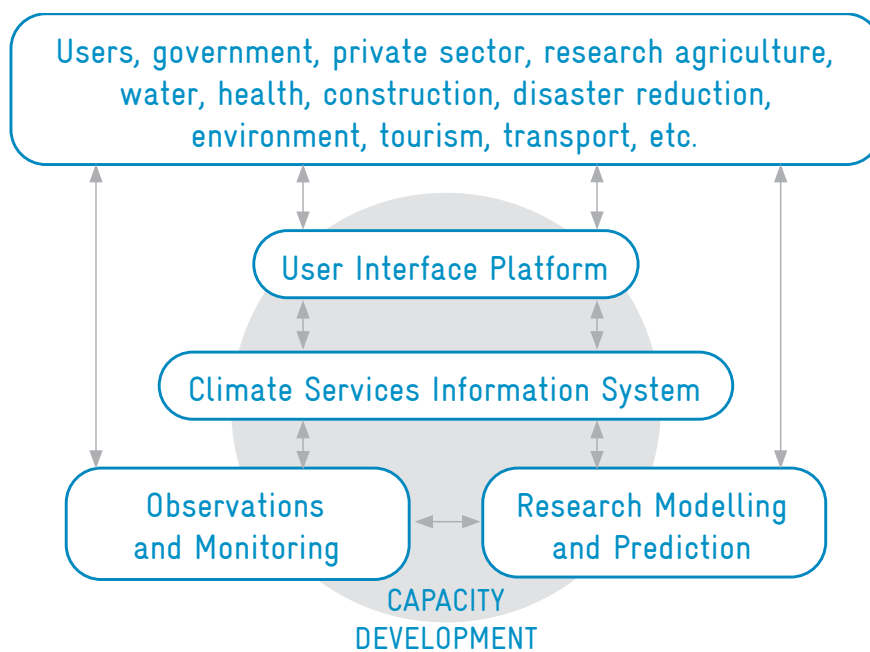 Users, government, private sector, research agriculture,
water, health, construction, disaster reduction,
environment, tourism, transport, etc.
User Interface Platform
Climate Services Information System
Observations
and Monitoring
Research Modelling
and Prediction
CAPACITY
DEVELOPMENT